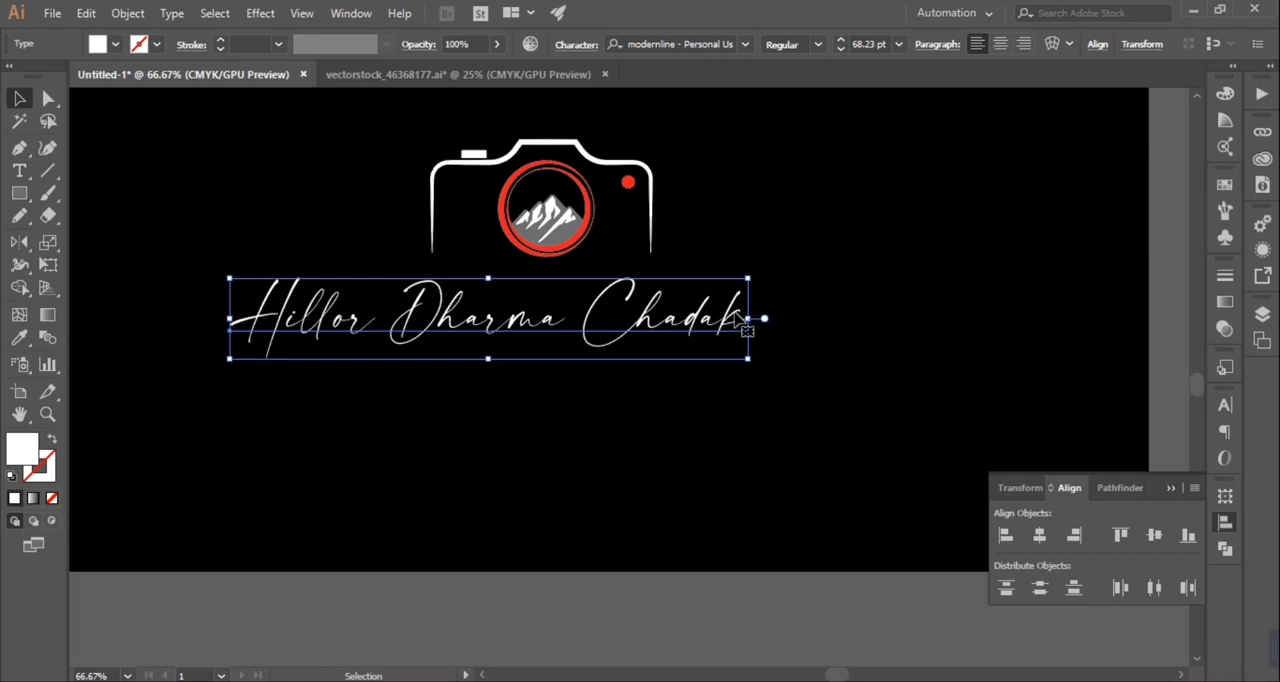 Ai File Edit Object Type Select Effect View Window Help Br St Automation Search Adobe Stock
Type Stroke: Opacity: 100% Character: modernline - Personal Us Regular 68.23 pt Paragraph: Align Transform
Untitled-1* @ 66.67% (CMYK/GPU Preview) × vectorstock_46368177.ai* @ 25% (CMYK/GPU Preview) ×
Hillor Dharma Chadak
Transform Align Pathfinder
Align Objects:
Distribute Objects:
66.67% 1 Selection